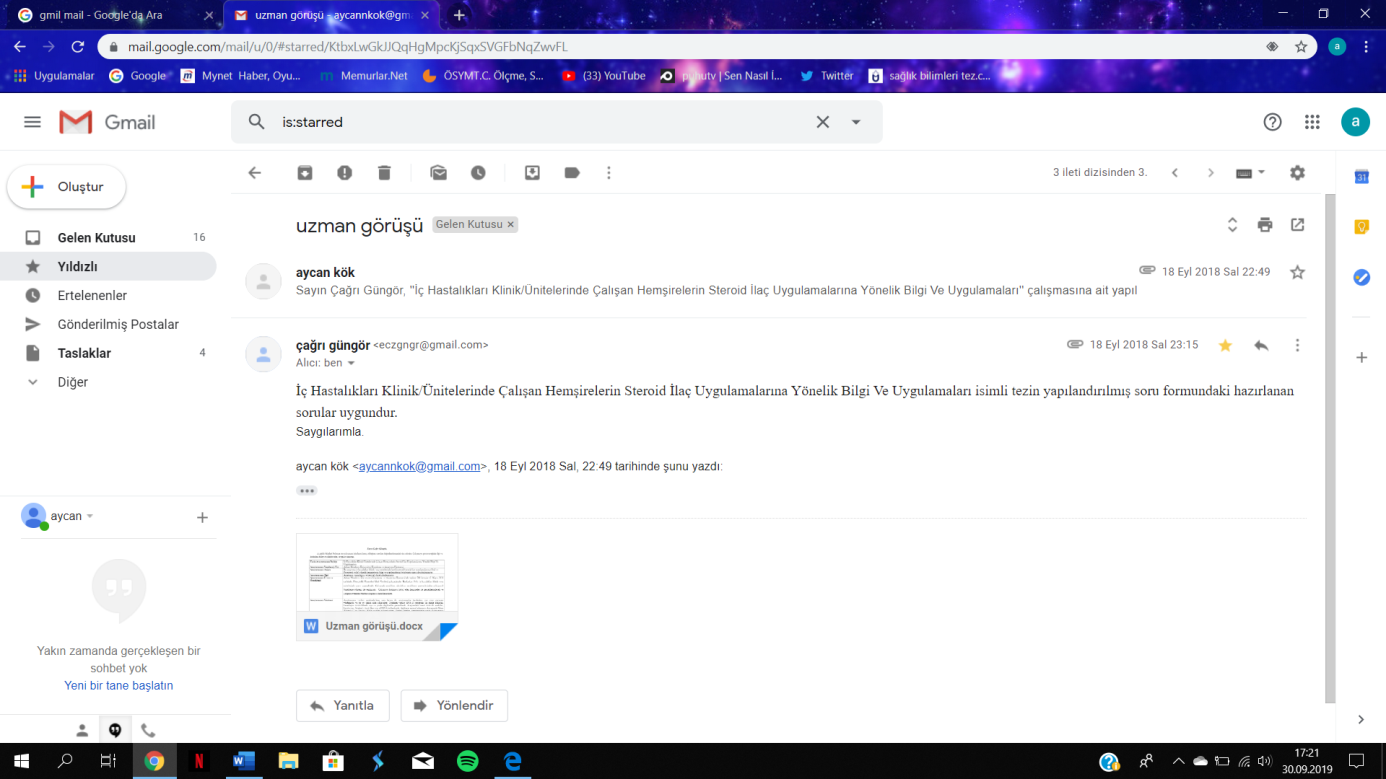 gmil mail - Google'da Ara
uzman görüşü - aycannkok@gm
mail.google.com/mail/u/0/#starred/KtbxLwGkJJQqHgMpcKjSqxSVGFbNqZwvFL
a
Uygulamalar
Google
Mynet Haber, Oyu...
Memurlar.Net
ÖSYMT.C. Ölçme, S...
(33) YouTube
puhutv | Sen Nasıl İ...
Twitter
sağlık bilimleri tez.c...
Gmail
is:starred
a
Oluştur
3 ileti dizisinden 3.
31
Gelen Kutusu 16
Yıldızlı
Ertelenenler
Gönderilmiş Postalar
Taslaklar 4
Diğer
uzman görüşü
Gelen Kutusu
aycan kök
18 Eyl 2018 Sal 22:49
Sayın Çağrı Güngör, "İç Hastalıkları Klinik/Ünitelerinde Çalışan Hemşirelerin Steroid İlaç Uygulamalarına Yönelik Bilgi Ve Uygulamaları" çalışmasına ait yapıl
çağrı güngör <eczgngr@gmail.com>
18 Eyl 2018 Sal 23:15
Alıcı: ben
İç Hastalıkları Klinik/Ünitelerinde Çalışan Hemşirelerin Steroid İlaç Uygulamalarına Yönelik Bilgi Ve Uygulamaları isimli tezin yapılandırılmış soru formundaki hazırlanan
sorular uygundur.
Saygılarımla.
aycan kök <aycannkok@gmail.com>, 18 Eyl 2018 Sal, 22:49 tarihinde şunu yazdı:
W Uzman görüşü.docx
Yanıtla
Yönlendir
aycan
Yakın zamanda gerçekleşen bir
sohbet yok
Yeni bir tane başlatın
17:21
30.09.2019